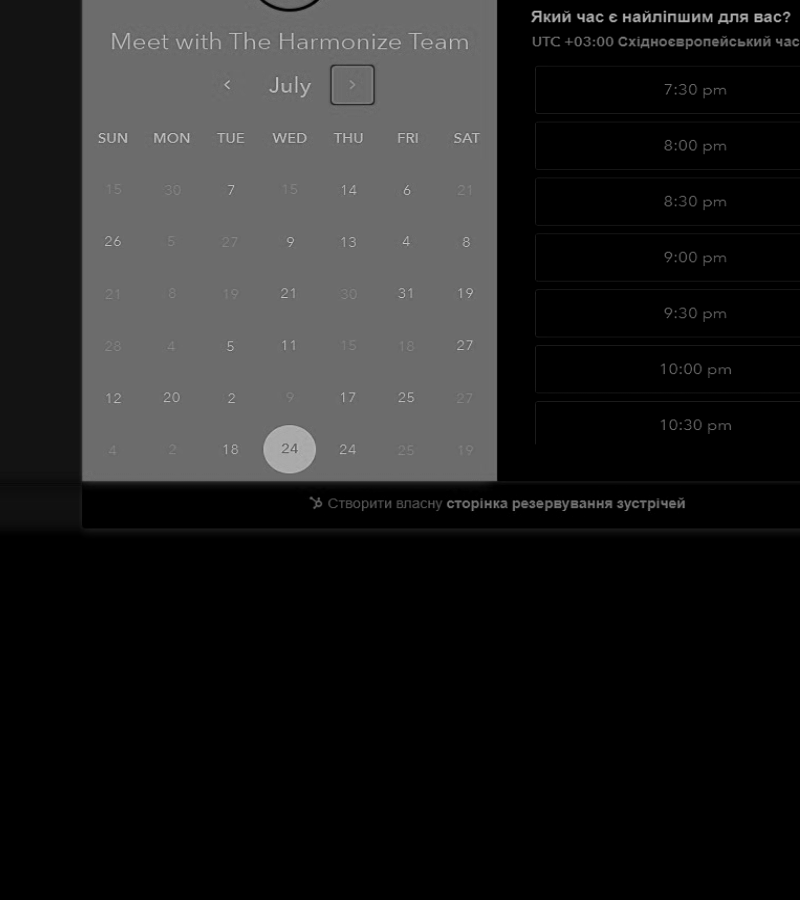 Meet with The Harmonize Team
July
SUN MON TUE WED THU FRI SAT
15 30 7 15 14 6 21
26 5 27 9 13 4 8
21 8 19 21 30 31 19
28 4 5 11 15 18 27
12 20 2 9 17 25 27
4 2 18 24 24 25 19
Який час є найліпшим для вас?
UTC +03:00 Східноєвропейський час
7:30 pm
8:00 pm
8:30 pm
9:00 pm
9:30 pm
10:00 pm
10:30 pm
Створити власну сторінка резервування зустрічей